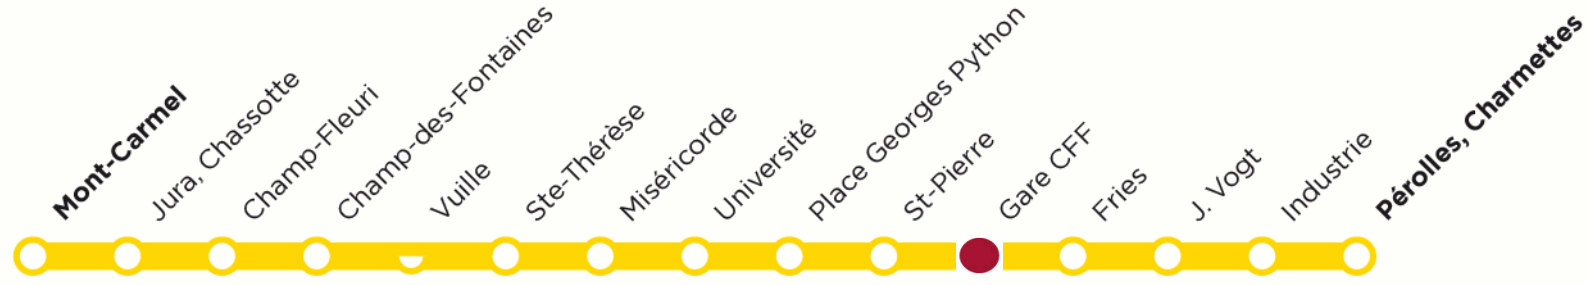 Mont-Carmel
Jura, Chassotte
Champ-Fleuri
Champ-des-Fontaines
Vuille
Ste-Thérèse
Miséricorde
Université
Place Georges Python
St-Pierre
Gare CFF
Fries
J. Vogt
Industrie
Pérolles, Charmettes